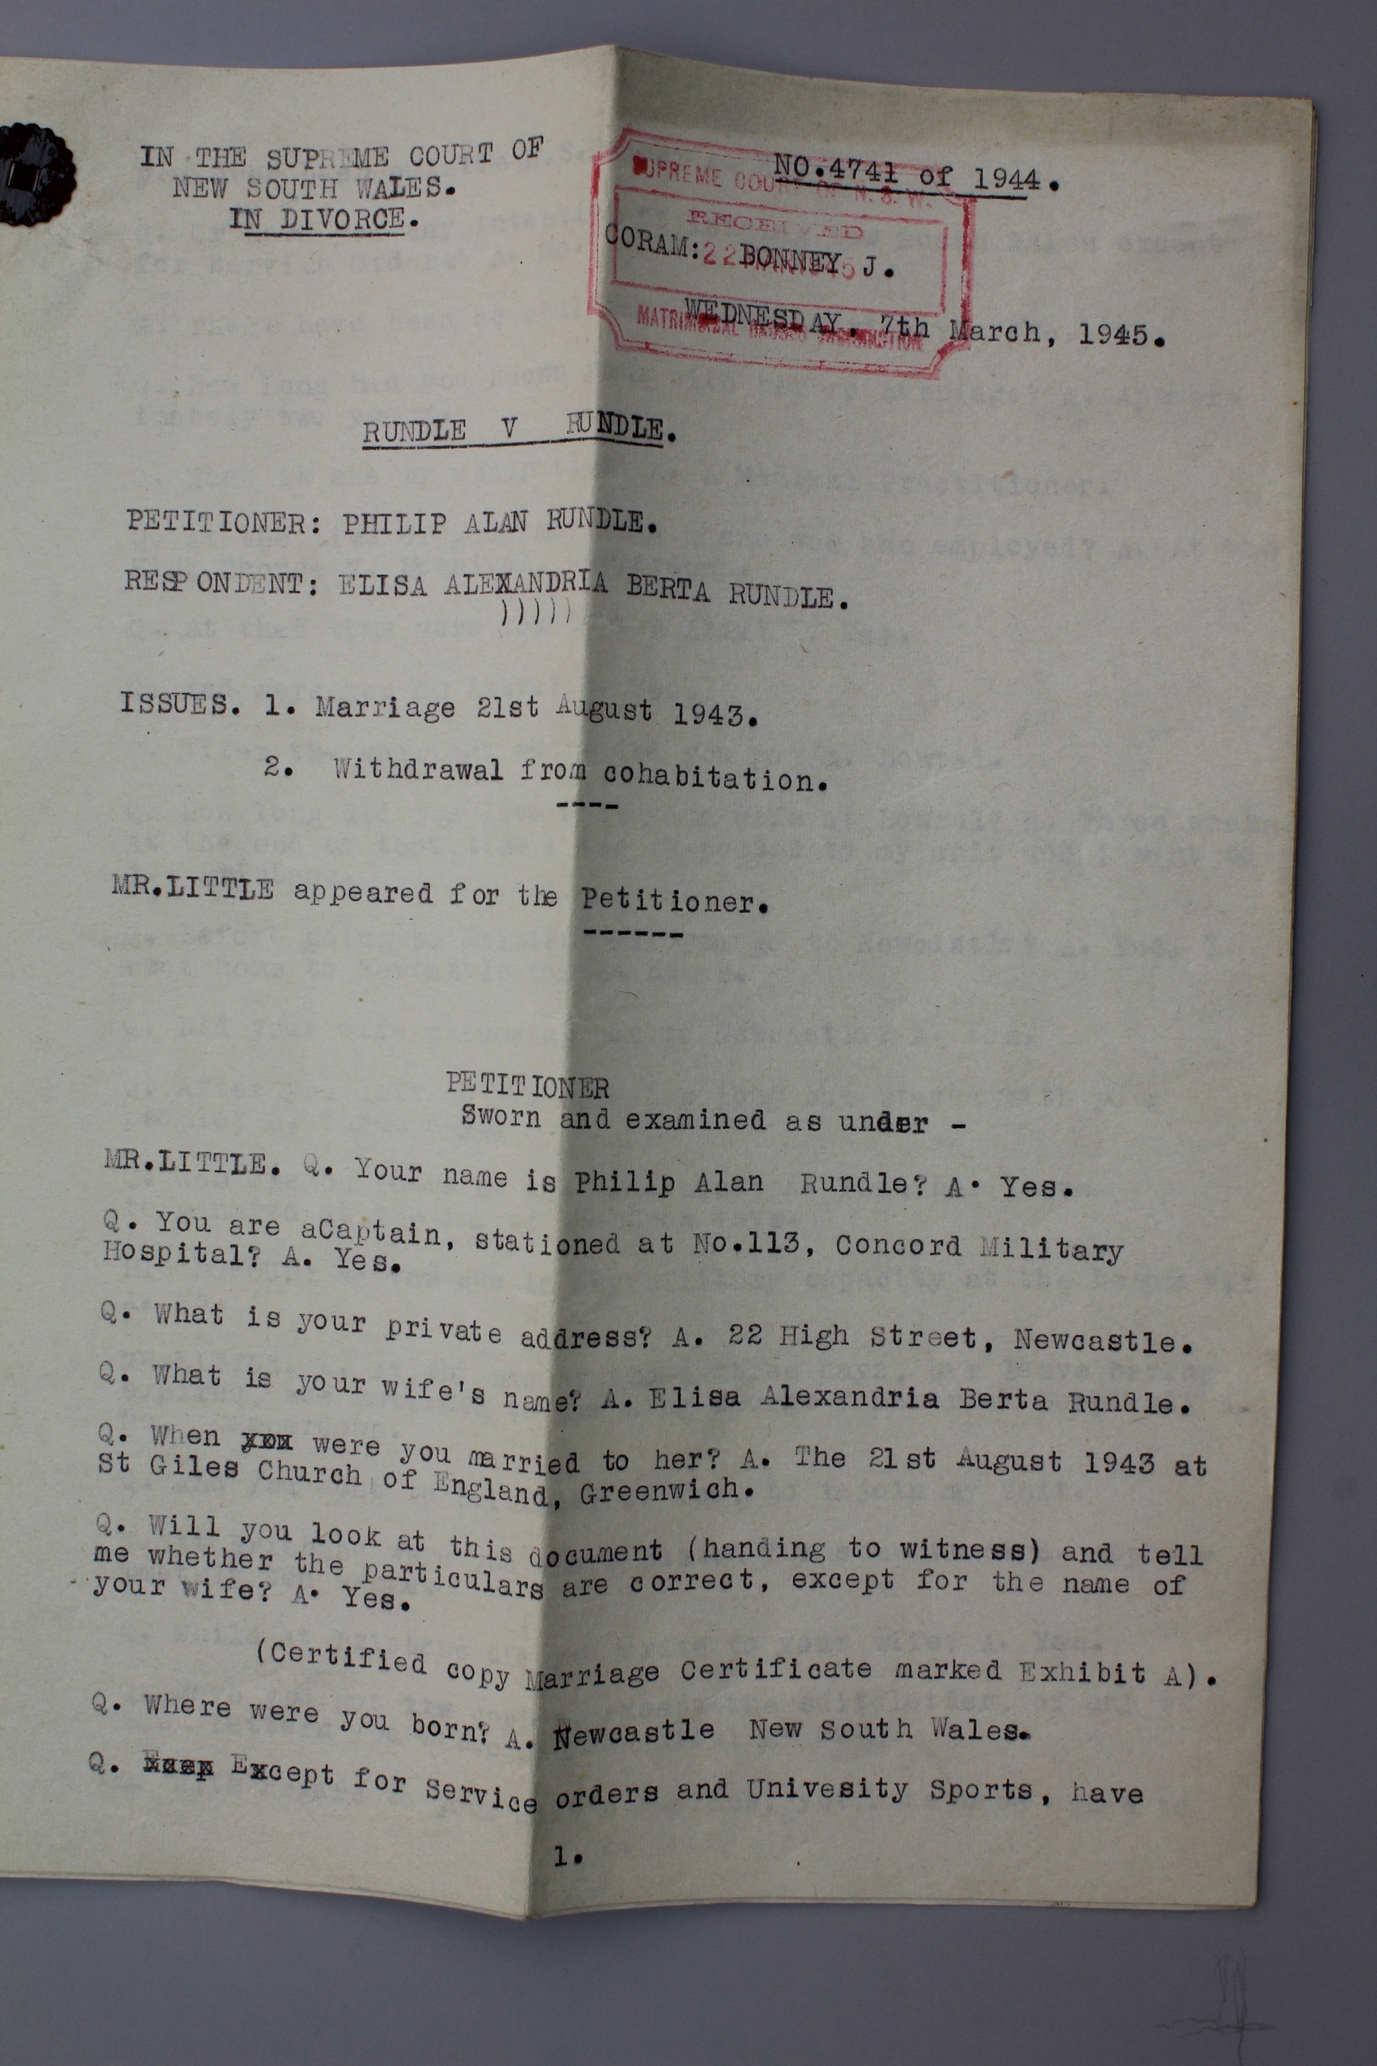 IN THE SUPREME COURT OF
NEW SOUTH WALES.
IN DIVORCE.
NO.4741 of 1944.
SUPREME COURT OF N.S.W.
RECEIVED
CORAM: BONNEY J.
WEDNESDAY. 7th March, 1945.
RUNDLE V RUNDLE.
PETITIONER: PHILIP ALAN RUNDLE.
RESPONDENT: ELISA ALEXANDRIA BERTA RUNDLE.
)))))
ISSUES. 1. Marriage 21st August 1943.
2. Withdrawal from cohabitation.
----
MR.LITTLE appeared for the Petitioner.
------
PETITIONER
Sworn and examined as under -
MR.LITTLE. Q. Your name is Philip Alan Rundle? A. Yes.
Q. You are aCaptain, stationed at No.113, Concord Military
Hospital? A. Yes.
Q. What is your private address? A. 22 High Street, Newcastle.
Q. What is your wife's name? A. Elisa Alexandria Berta Rundle.
Q. When were you married to her? A. The 21st August 1943 at
St Giles Church of England, Greenwich.
Q. Will you look at this document (handing to witness) and tell
me whether the particulars are correct, except for the name of
your wife? A. Yes.
(Certified copy Marriage Certificate marked Exhibit A).
Q. Where were you born? A. Newcastle New South Wales.
Q. Except for Service orders and Univesity Sports, have
1.